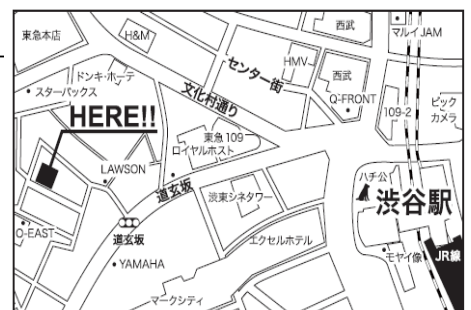 東急本店
H&M
西武
マルイJAM
ドンキ・ホーテ
スターバックス
センター街
HMV
西武
Q-FRONT
文化村通り
109-2
ビック
カメラ
HERE!!
東急109
ロイヤルホスト
LAWSON
道玄坂
渋東シネタワー
ハチ公
渋谷駅
O-EAST
道玄坂
エクセルホテル
YAMAHA
モヤイ像
JR線
マークシティ